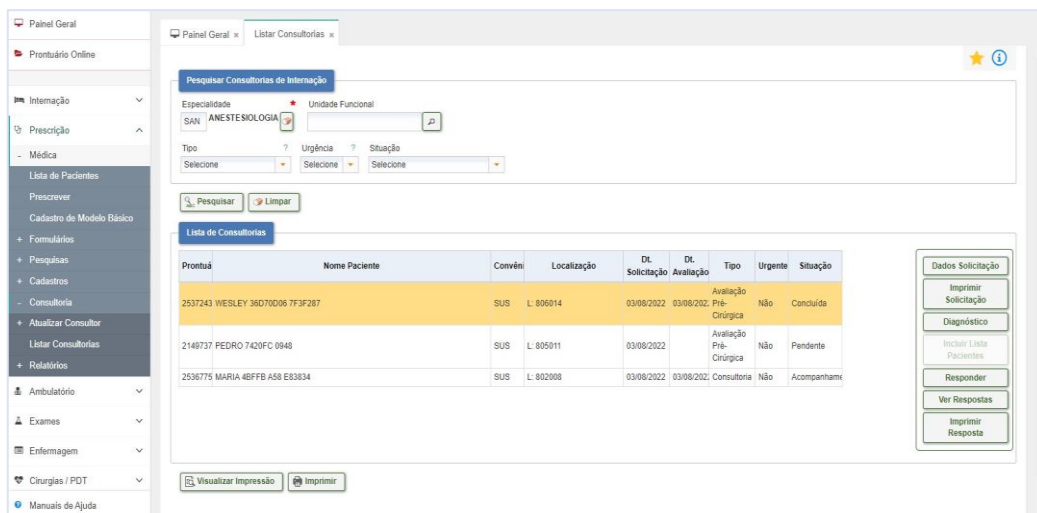 Painel Geral
Prontuário Online
Internação
Prescrição
- Médica
Lista de Pacientes
Prescrever
Cadastro de Modelo Básico
+ Formulários
+ Pesquisas
+ Cadastros
- Consultoria
+ Atualizar Consultor
Listar Consultorias
+ Relatórios
Ambulatório
Exames
Enfermagem
Cirurgias / PDT
Manuais de Ajuda
Painel Geral × Listar Consultorias ×
Pesquisar Consultorias de Internação
Especialidade * Unidade Funcional
SAN ANESTESIOLOGIA
Tipo ? Urgência ? Situação
Selecione Selecione Selecione
Pesquisar Limpar
Lista de Consultorias
Prontuá Nome Paciente Convêni Localização Dt. Solicitação Dt. Avaliação Tipo Urgente Situação
2537243 WESLEY 36D70D06 7F3F287 SUS L: 806014 03/08/2022 03/08/202 Avaliação Pré-Cirúrgica Não Concluída
2149737 PEDRO 7420FC 0948 SUS L: 805011 03/08/2022 Avaliação Pré-Cirúrgica Não Pendente
2536775 MARIA 4BFFB A58 E83834 SUS L: 802008 03/08/2022 03/08/202 Consultoria Não Acompanhame
Dados Solicitação
Imprimir
Solicitação
Diagnóstico
Incluir Lista
Pacientes
Responder
Ver Respostas
Imprimir
Resposta
Visualizar Impressão Imprimir